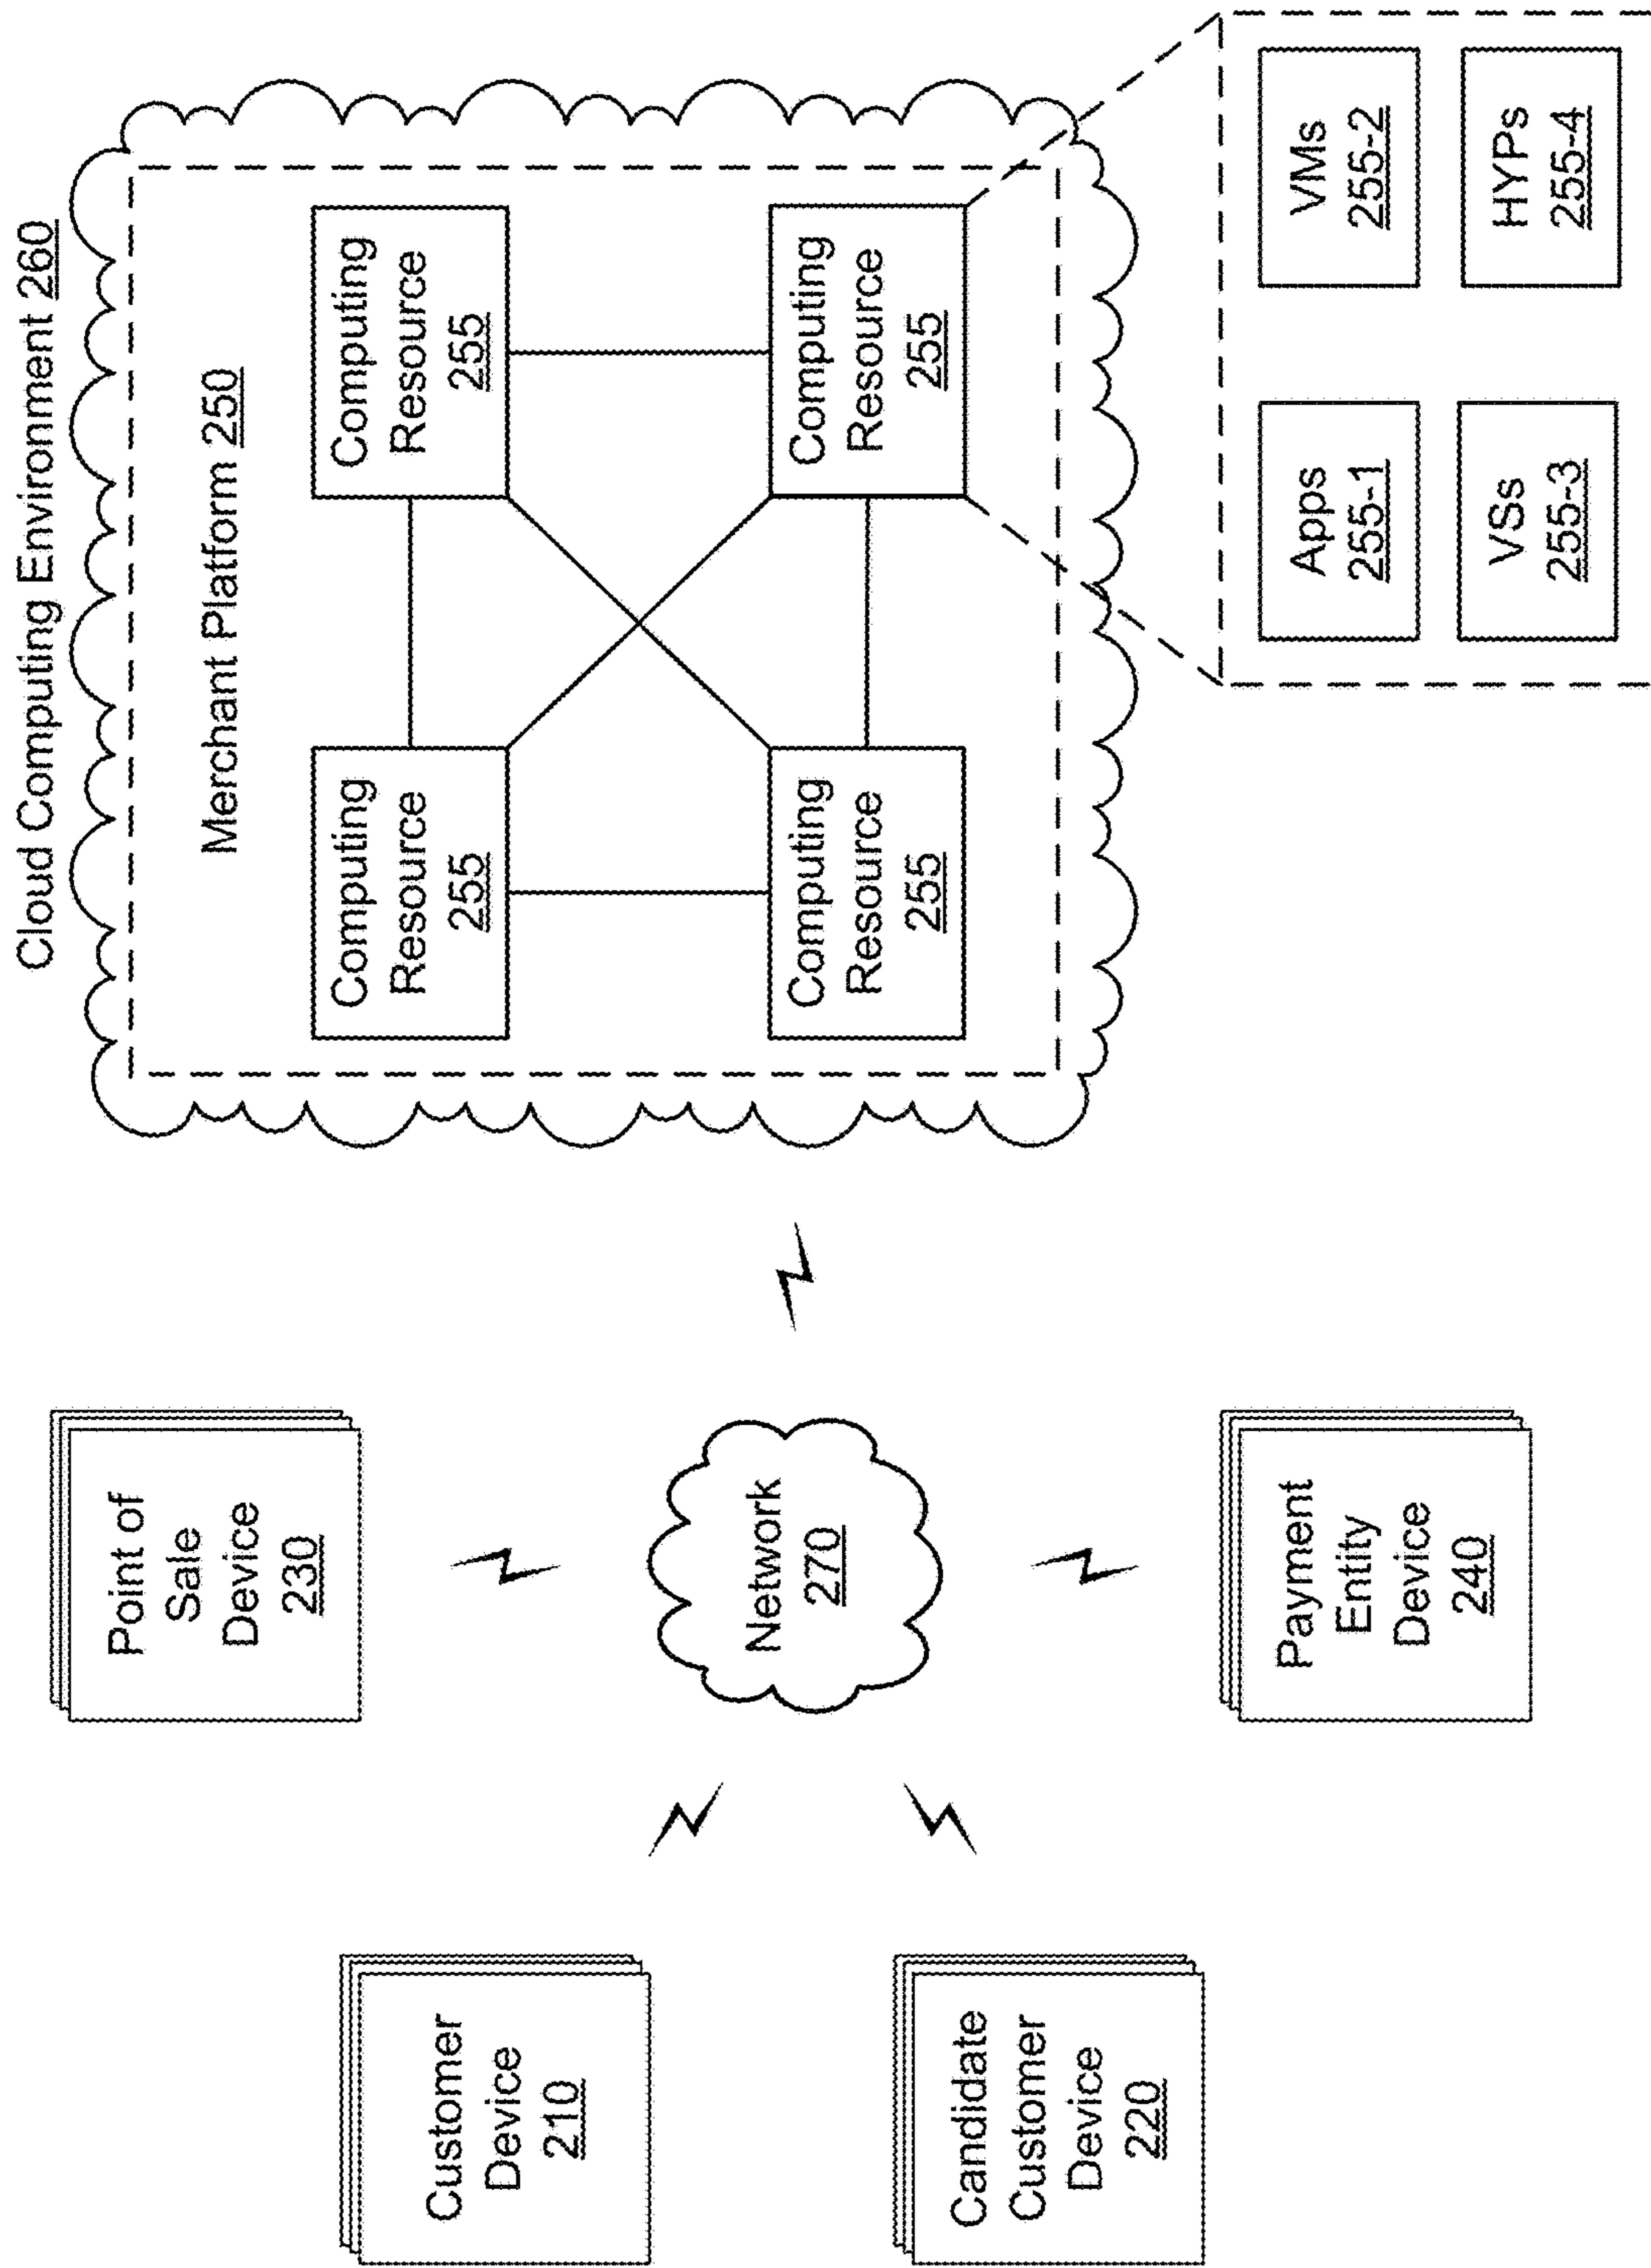 Cloud Computing Environment 260
Merchant Platform 250
Computing
Resource
255
Computing
Resource
255
Computing
Resource
255
Computing
Resource
255
Apps
255-1
VMs
255-2
VSs
255-3
HYPs
255-4
Point of
Sale
Device
230
Network
270
Payment
Entity
Device
240
Customer
Device
210
Candidate
Customer
Device
220